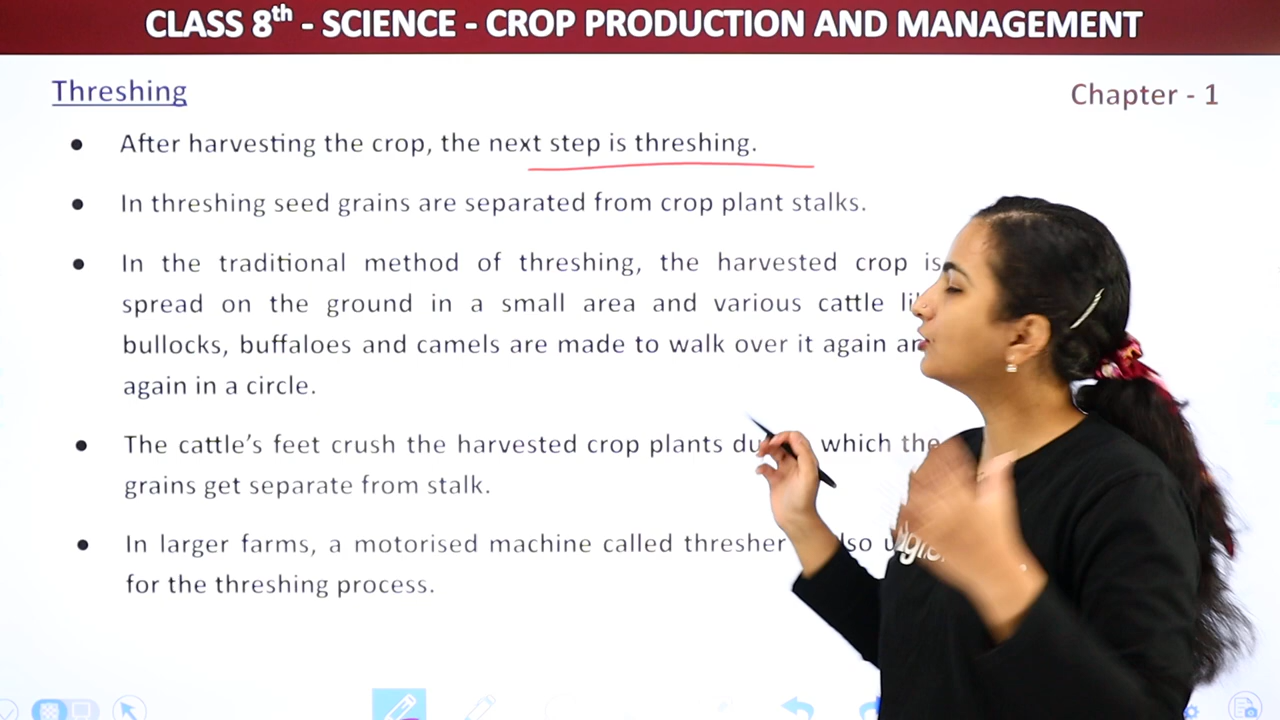 CLASS 8th - SCIENCE - CROP PRODUCTION AND MANAGEMENT
Threshing
Chapter - 1
● After harvesting the crop, the next step is threshing.
● In threshing seed grains are separated from crop plant stalks.
● In the traditional method of threshing, the harvested crop is
spread on the ground in a small area and various cattle
bullocks, buffaloes and camels are made to walk over it again
again in a circle.
● The cattle's feet crush the harvested crop plants which the
grains get separate from stalk.
● In larger farms, a motorised machine called thresher
for the threshing process.